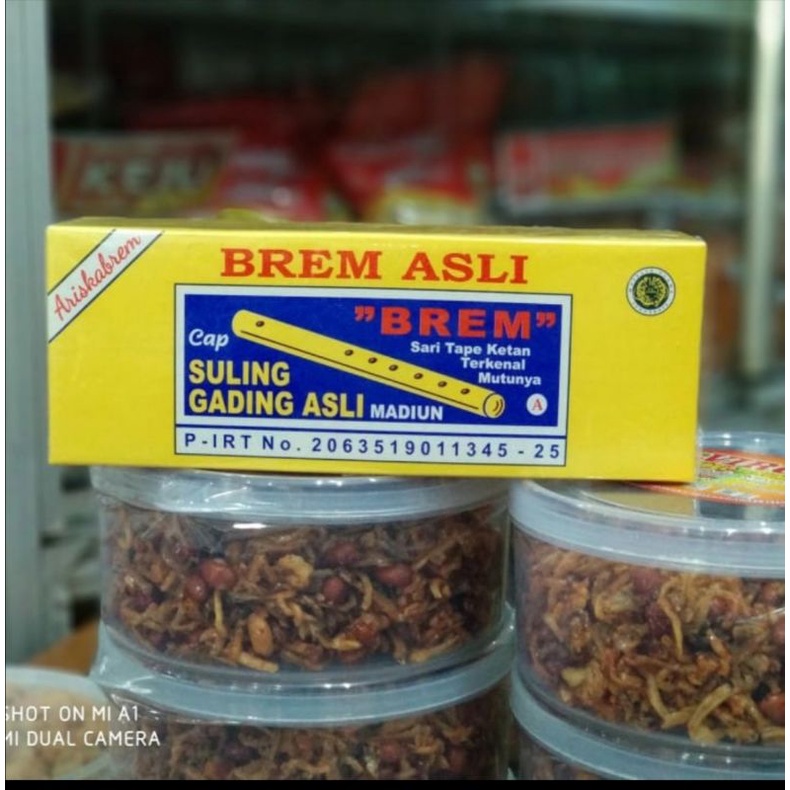 Ariskabrem
BREM ASLI
"BREM"
Cap
Sari Tape Ketan
Terkenal
Mutunya
SULING
GADING ASLI MADIUN
A
P-IRT No. 2063519011345 - 25
SHOT ON MI A1
MI DUAL CAMERA